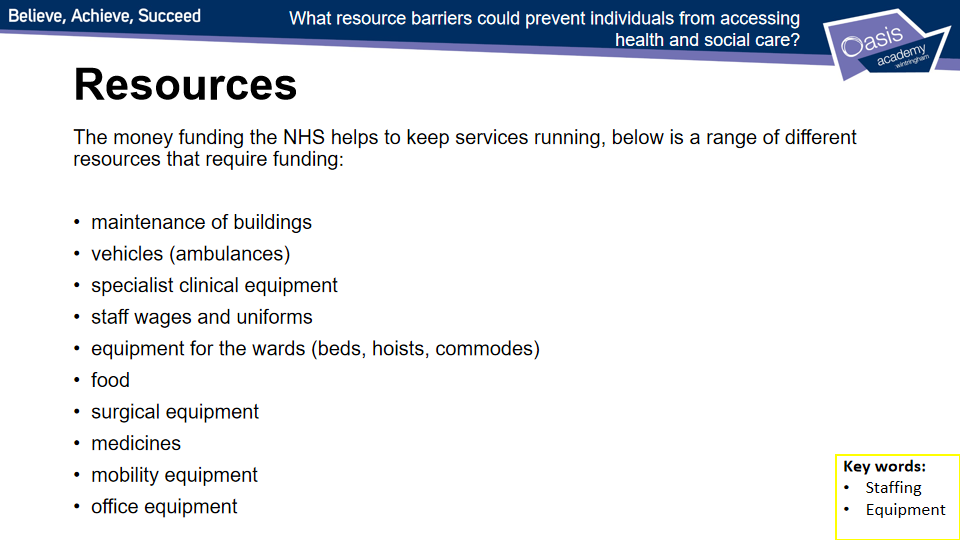 Believe, Achieve, Succeed
What resource barriers could prevent individuals from accessing
health and social care?
Oasis
academy
wintringham
Resources
The money funding the NHS helps to keep services running, below is a range of different
resources that require funding:
• maintenance of buildings
• vehicles (ambulances)
• specialist clinical equipment
• staff wages and uniforms
• equipment for the wards (beds, hoists, commodes)
• food
• surgical equipment
• medicines
• mobility equipment
• office equipment
Key words:
• Staffing
• Equipment